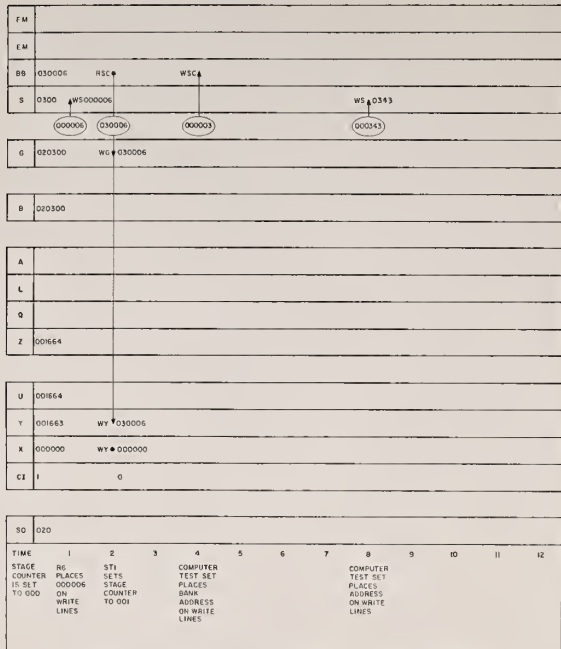 FM
EM
BB 030006 RSC WSC
S 0300 WS 000006 WS 0343
000006 030006 000003 000343
G 020300 WG 030006
B 020300
A
L
Q
Z 001664
U 001664
Y 001663 WY 030006
X 000000 WY 000000
CI 1 0
SQ 020
TIME 1 2 3 4 5 6 7 8 9 10 11 12
STAGE R6 ST1 COMPUTER COMPUTER
COUNTER PLACES SETS TEST SET TEST SET
IS SET 000006 STAGE PLACES PLACES
TO 000 ON COUNTER BANK ADDRESS
WRITE TO 001 ADDRESS ON WRITE
LINES ON WRITE LINES
LINES